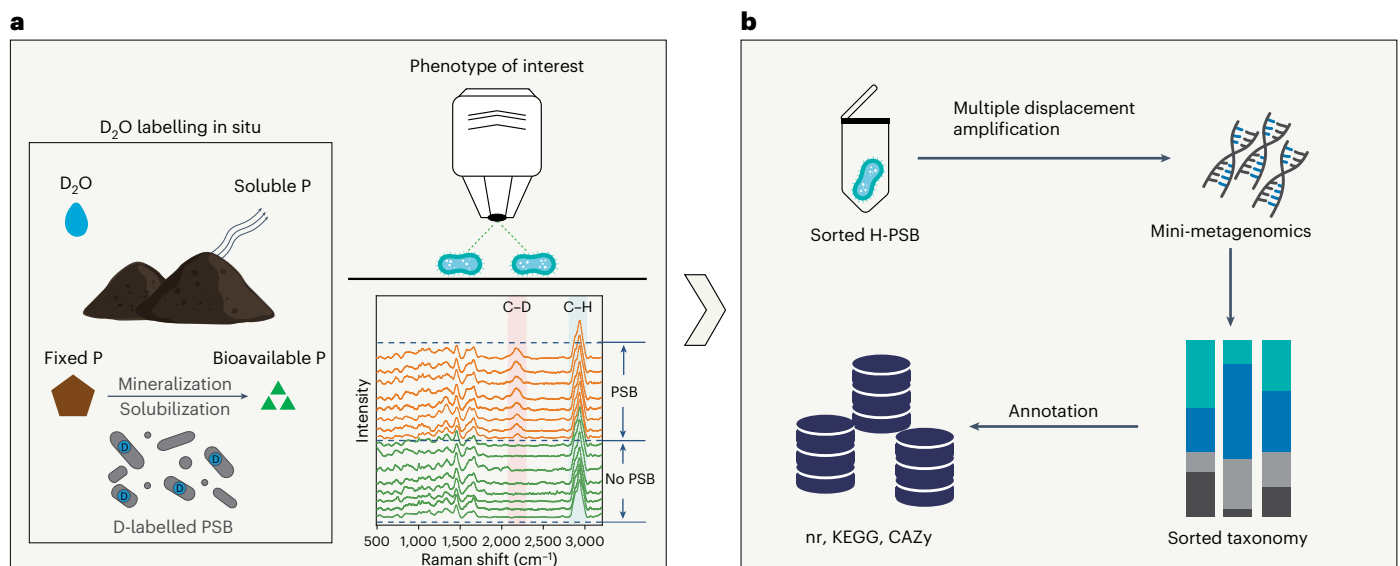 a
D₂O labelling in situ
D₂O
Soluble P
Fixed P
Bioavailable P
Mineralization
Solubilization
D
D
D
D
D-labelled PSB
Phenotype of interest
C–D
C–H
Intensity
PSB
No PSB
500 1,000 1,500 2,000 2,500 3,000
Raman shift (cm⁻¹)
b
Sorted H-PSB
Multiple displacement
amplification
Mini-metagenomics
Annotation
nr, KEGG, CAZy
Sorted taxonomy